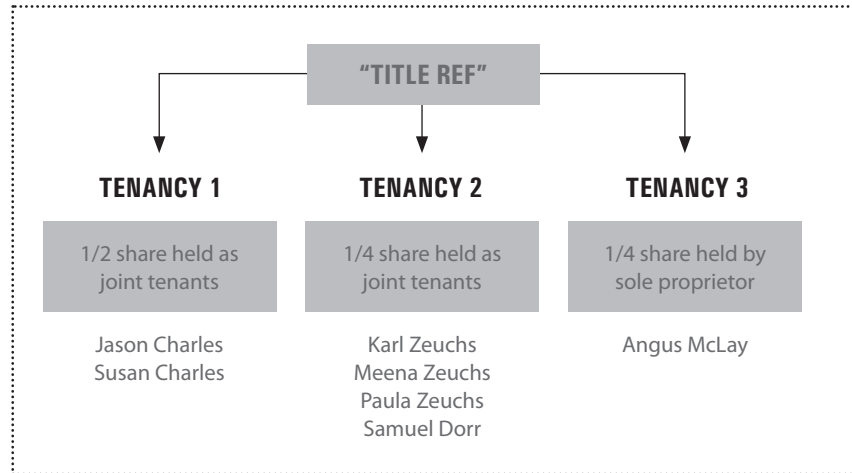 “TITLE REF”
TENANCY 1
1/2 share held as
joint tenants
Jason Charles
Susan Charles
TENANCY 2
1/4 share held as
joint tenants
Karl Zeuchs
Meena Zeuchs
Paula Zeuchs
Samuel Dorr
TENANCY 3
1/4 share held by
sole proprietor
Angus McLay